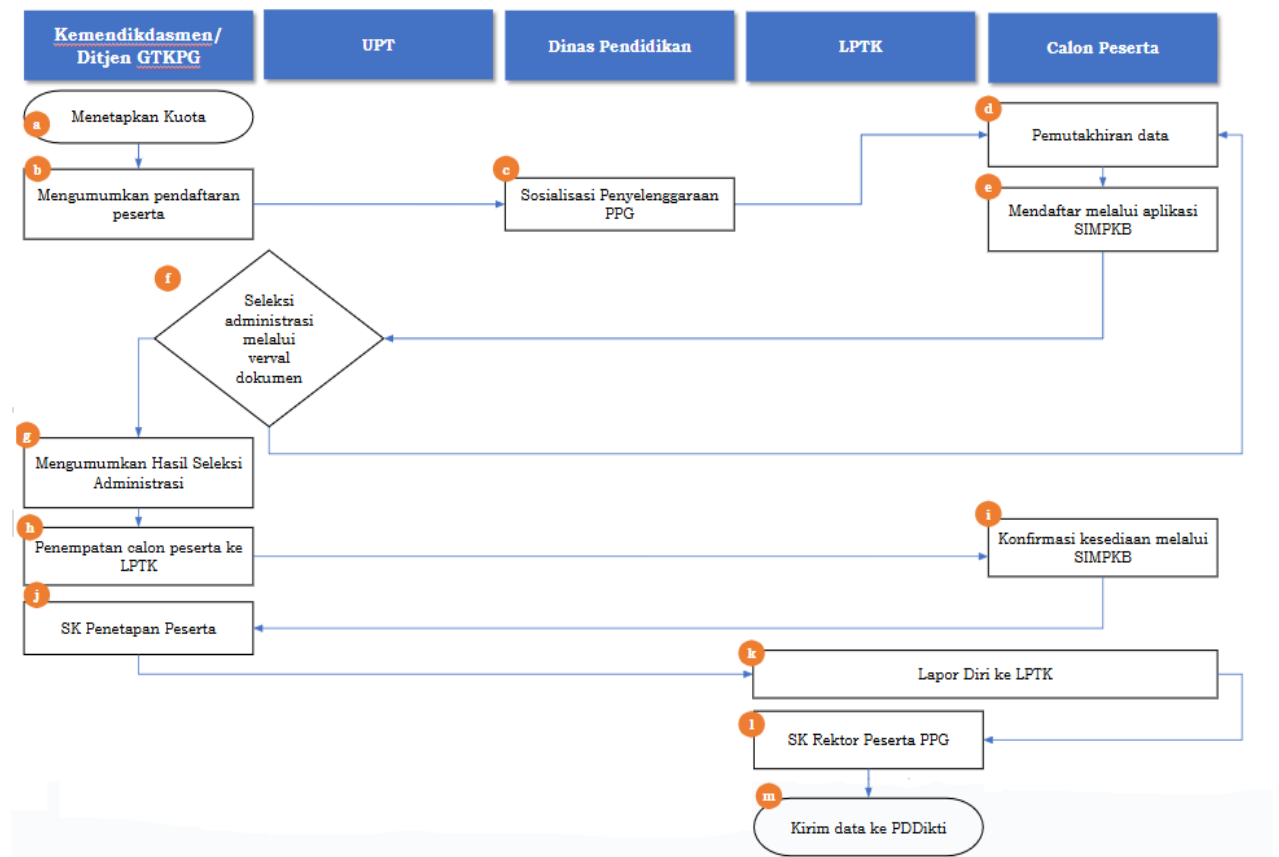 Kemendikdasmen/
Ditjen GTKPG
UPT
Dinas Pendidikan
LPTK
Calon Peserta
a
Menetapkan Kuota
b
Mengumumkan pendaftaran
peserta
c
Sosialisasi Penyelenggaraan
PPG
d
Pemutakhiran data
e
Mendaftar melalui aplikasi
SIMPKB
f
Seleksi
administrasi
melalui
verval
dokumen
g
Mengumumkan Hasil Seleksi
Administrasi
h
Penempatan calon peserta ke
LPTK
i
Konfirmasi kesediaan melalui
SIMPKB
j
SK Penetapan Peserta
k
Lapor Diri ke LPTK
l
SK Rektor Peserta PPG
m
Kirim data ke PDDikti